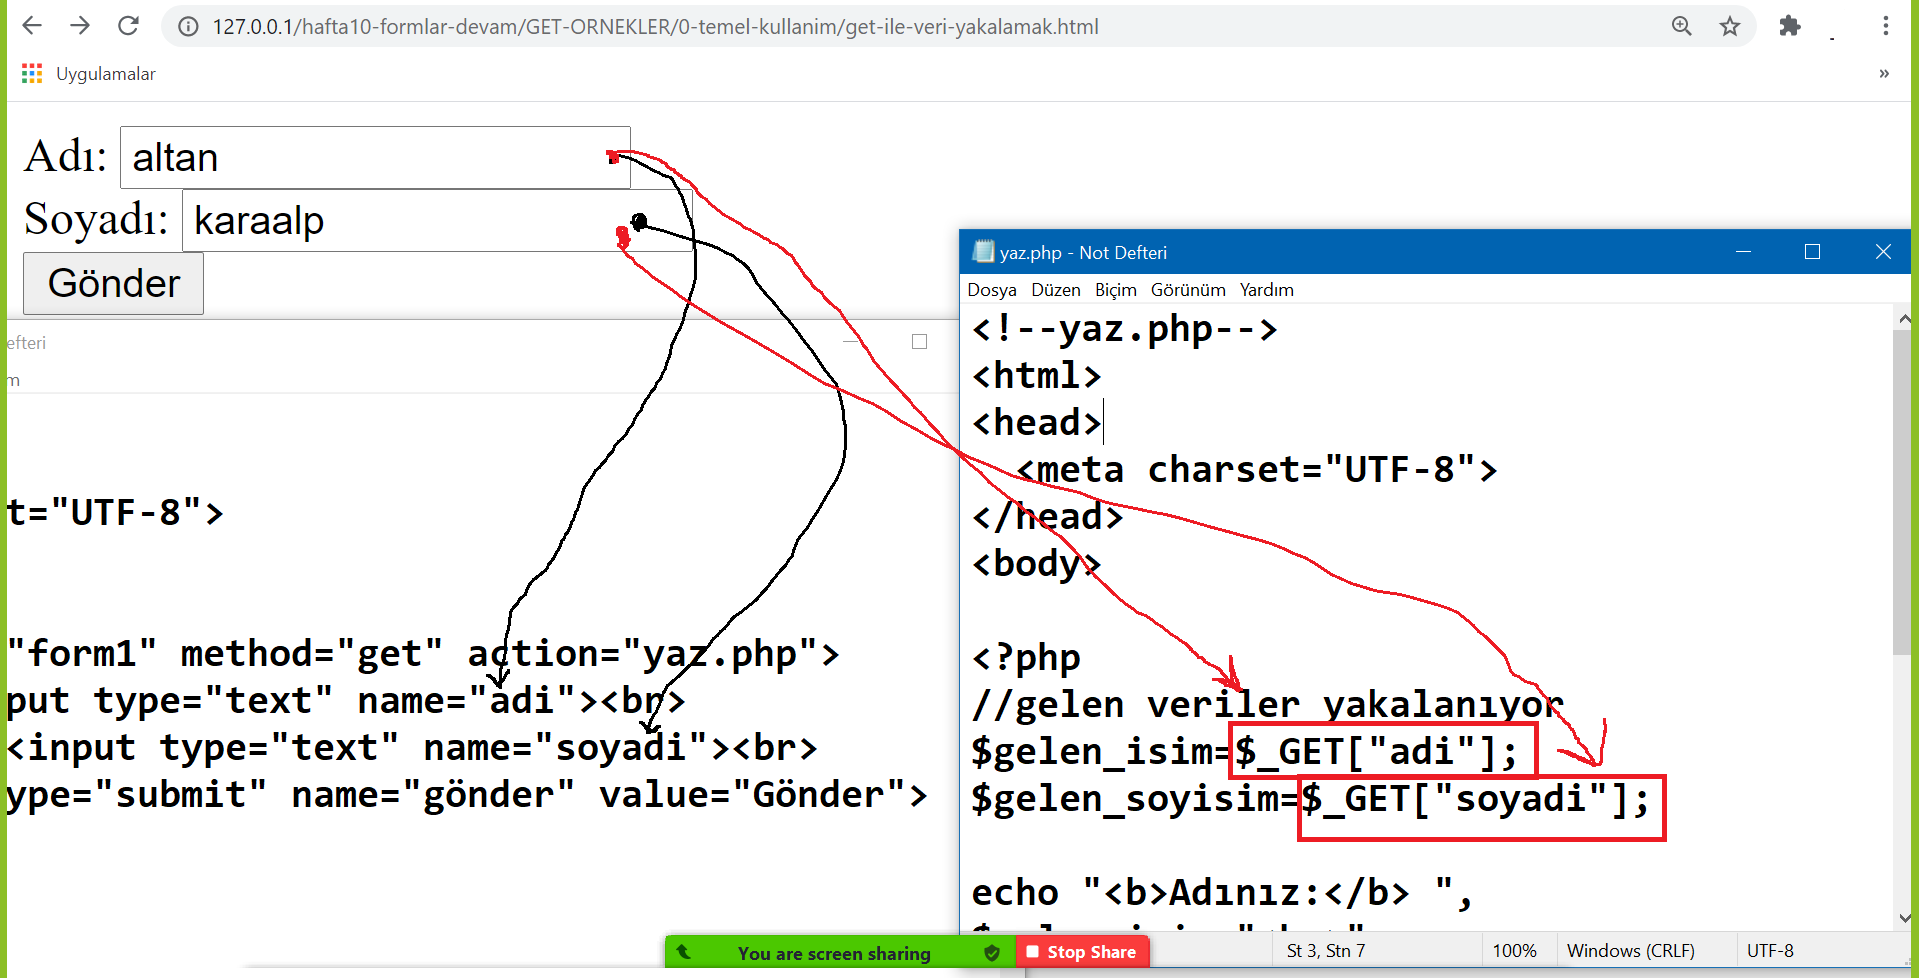 127.0.0.1/hafta10-formlar-devam/GET-ORNEKLER/0-temel-kullanim/get-ile-veri-yakalamak.html
Uygulamalar
»
Adı: altan
Soyadı: karaalp
Gönder
efteri
m
t="UTF-8">
"form1" method="get" action="yaz.php">
put type="text" name="adi"><br>
<input type="text" name="soyadi"><br>
ype="submit" name="gönder" value="Gönder">
yaz.php - Not Defteri
Dosya Düzen Biçim Görünüm Yardım
<!--yaz.php-->
<html>
<head>
<meta charset="UTF-8">
</head>
<body>
<?php
//gelen veriler yakalanıyor
$gelen_isim=$_GET["adi"];
$gelen_soyisim=$_GET["soyadi"];
echo "<b>Adınız:</b> ",
You are screen sharing
Stop Share
St 3, Stn 7
100%
Windows (CRLF)
UTF-8